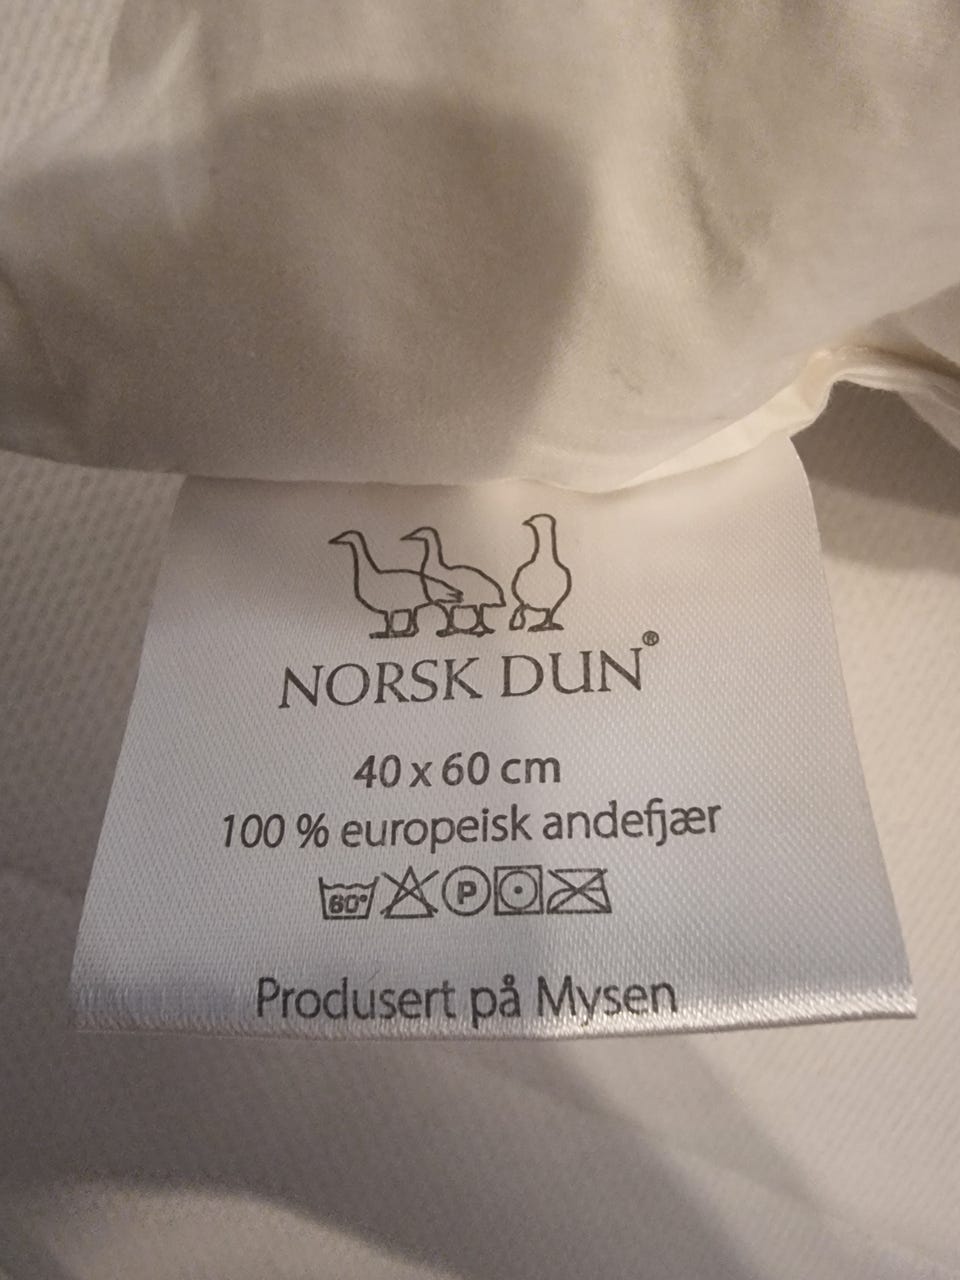 NORSK DUN®
40 x 60 cm
100 % europeisk andefjær
60° P
Produsert på Mysen